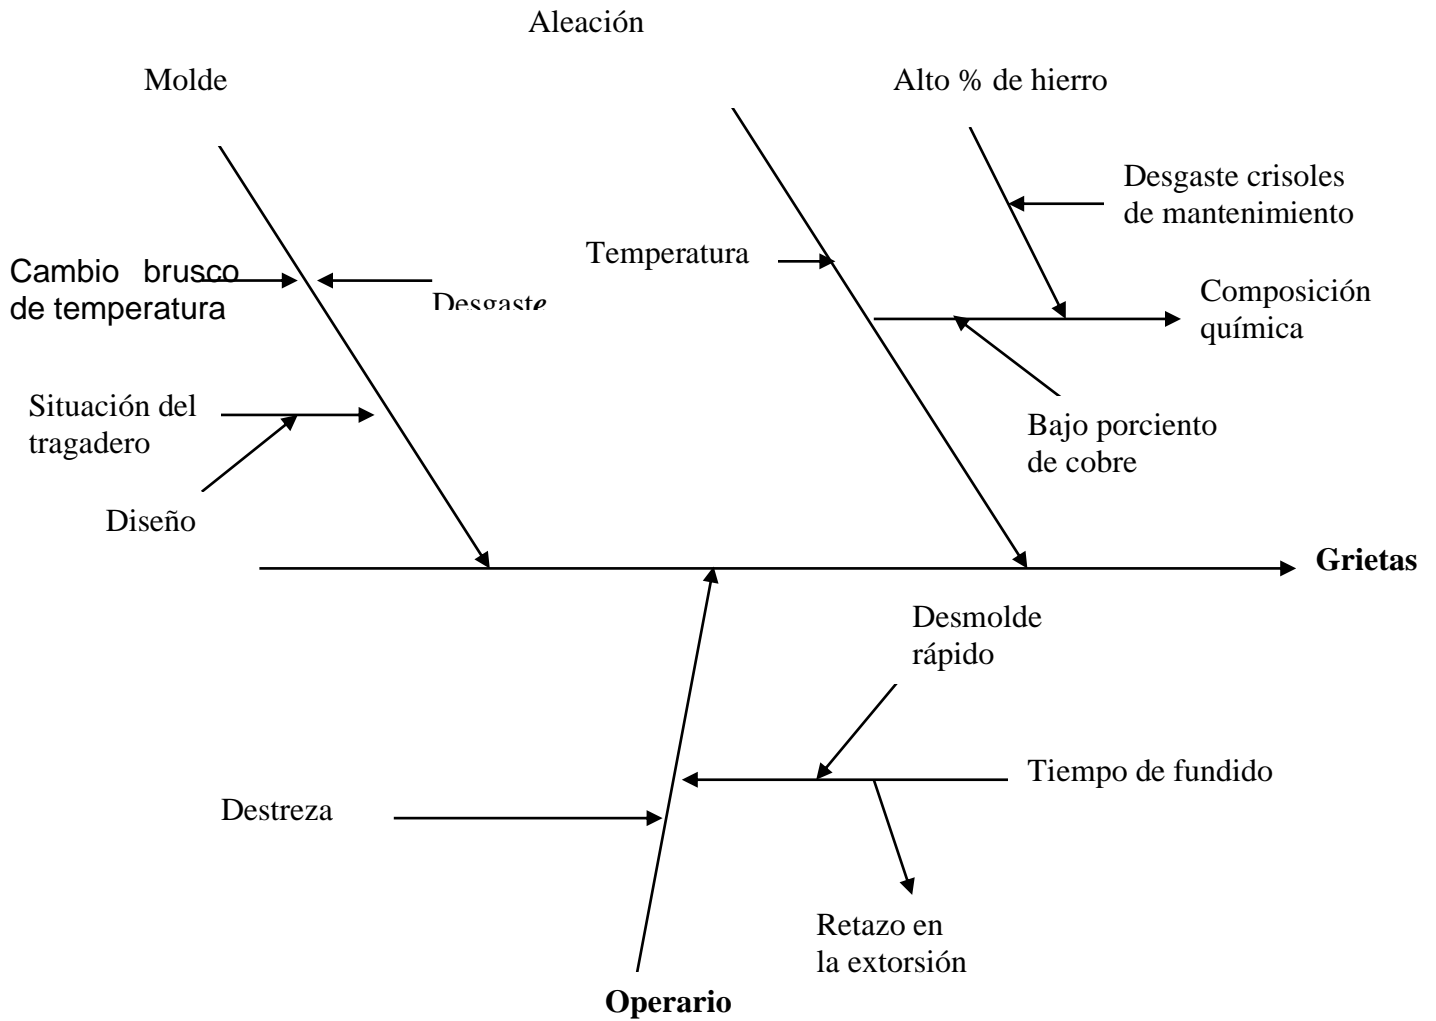 Aleación
Molde
Alto % de hierro
Desgaste crisoles
de mantenimiento
Temperatura
Cambio brusco
de temperatura
Desgaste
Composición
química
Situación del
tragadero
Bajo porciento
de cobre
Diseño
Grietas
Desmolde
rápido
Tiempo de fundido
Destreza
Retazo en
la extorsión
Operario